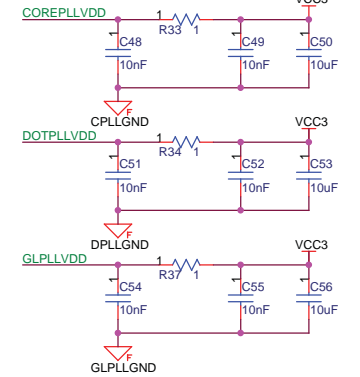 VCC3
COREPLLVDD 1 R33 1
C48 C49 C50
10nF 10nF 10uF
F
CPLLGND
VCC3
DOTPLLVDD 1 R34 1
C51 C52 C53
10nF 10nF 10uF
F
DPLLGND
VCC3
GLPLLVDD 1 R37 1
C54 C55 C56
10nF 10nF 10uF
F
GLPLLGND